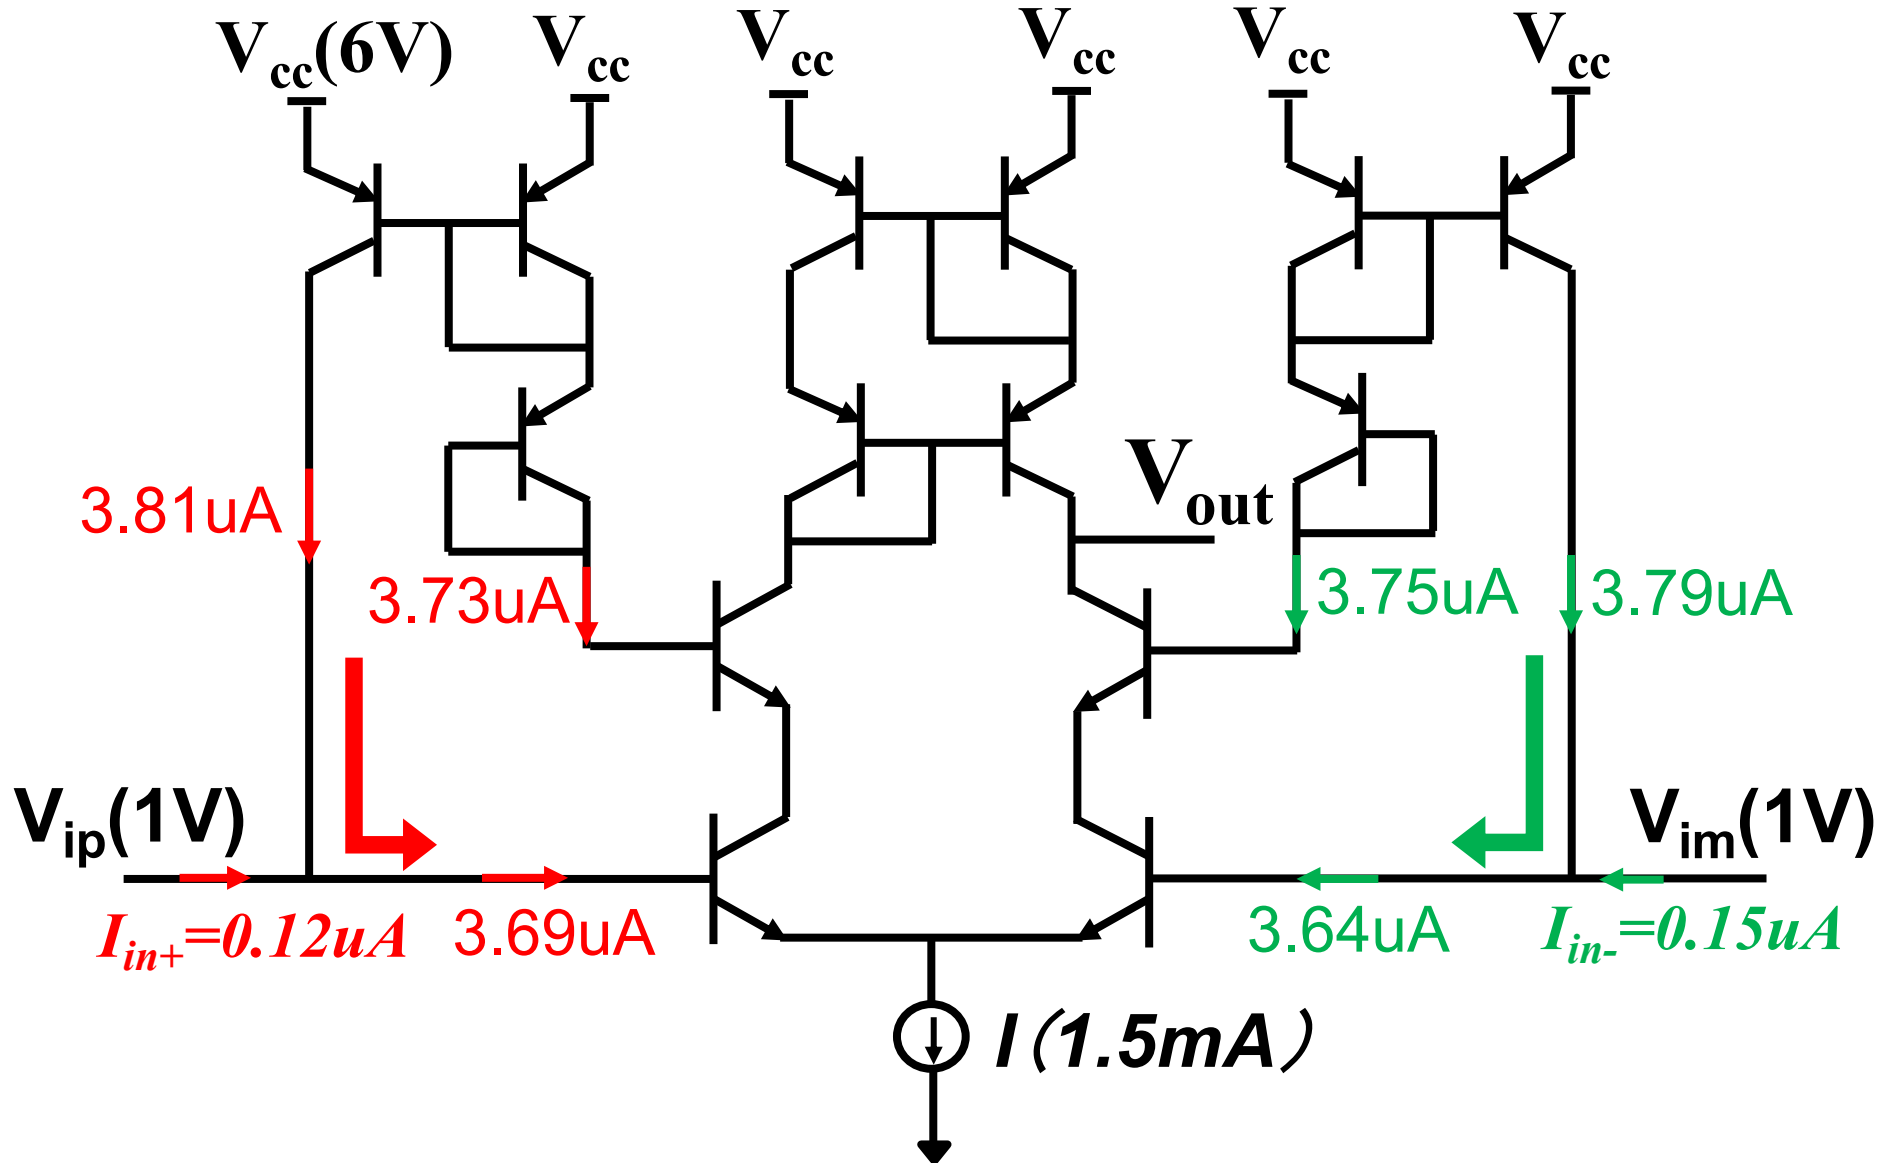 Vcc(6V)
Vcc
Vcc
Vcc
Vcc
Vcc
Vout
3.81uA
3.73uA
3.75uA
3.79uA
Vip(1V)
Vim(1V)
Iin+=0.12uA
3.69uA
3.64uA
Iin-=0.15uA
I（1.5mA）